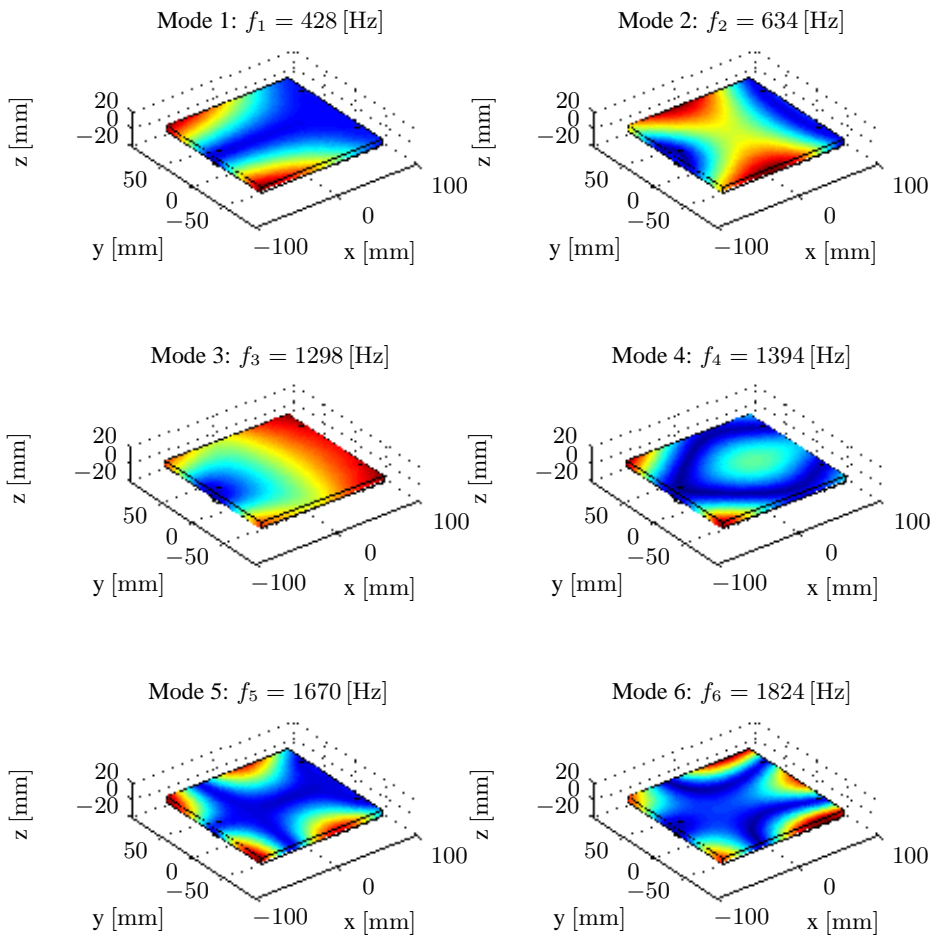 Mode 1: f₁ = 428 [Hz]
20
0
−20
z [mm]
50
0
−50
y [mm]
−100
0
100
x [mm]
Mode 2: f₂ = 634 [Hz]
20
0
−20
z [mm]
50
0
−50
y [mm]
−100
0
100
x [mm]
Mode 3: f₃ = 1298 [Hz]
20
0
−20
z [mm]
50
0
−50
y [mm]
−100
0
100
x [mm]
Mode 4: f₄ = 1394 [Hz]
20
0
−20
z [mm]
50
0
−50
y [mm]
−100
0
100
x [mm]
Mode 5: f₅ = 1670 [Hz]
20
0
−20
z [mm]
50
0
−50
y [mm]
−100
0
100
x [mm]
Mode 6: f₆ = 1824 [Hz]
20
0
−20
z [mm]
50
0
−50
y [mm]
−100
0
100
x [mm]